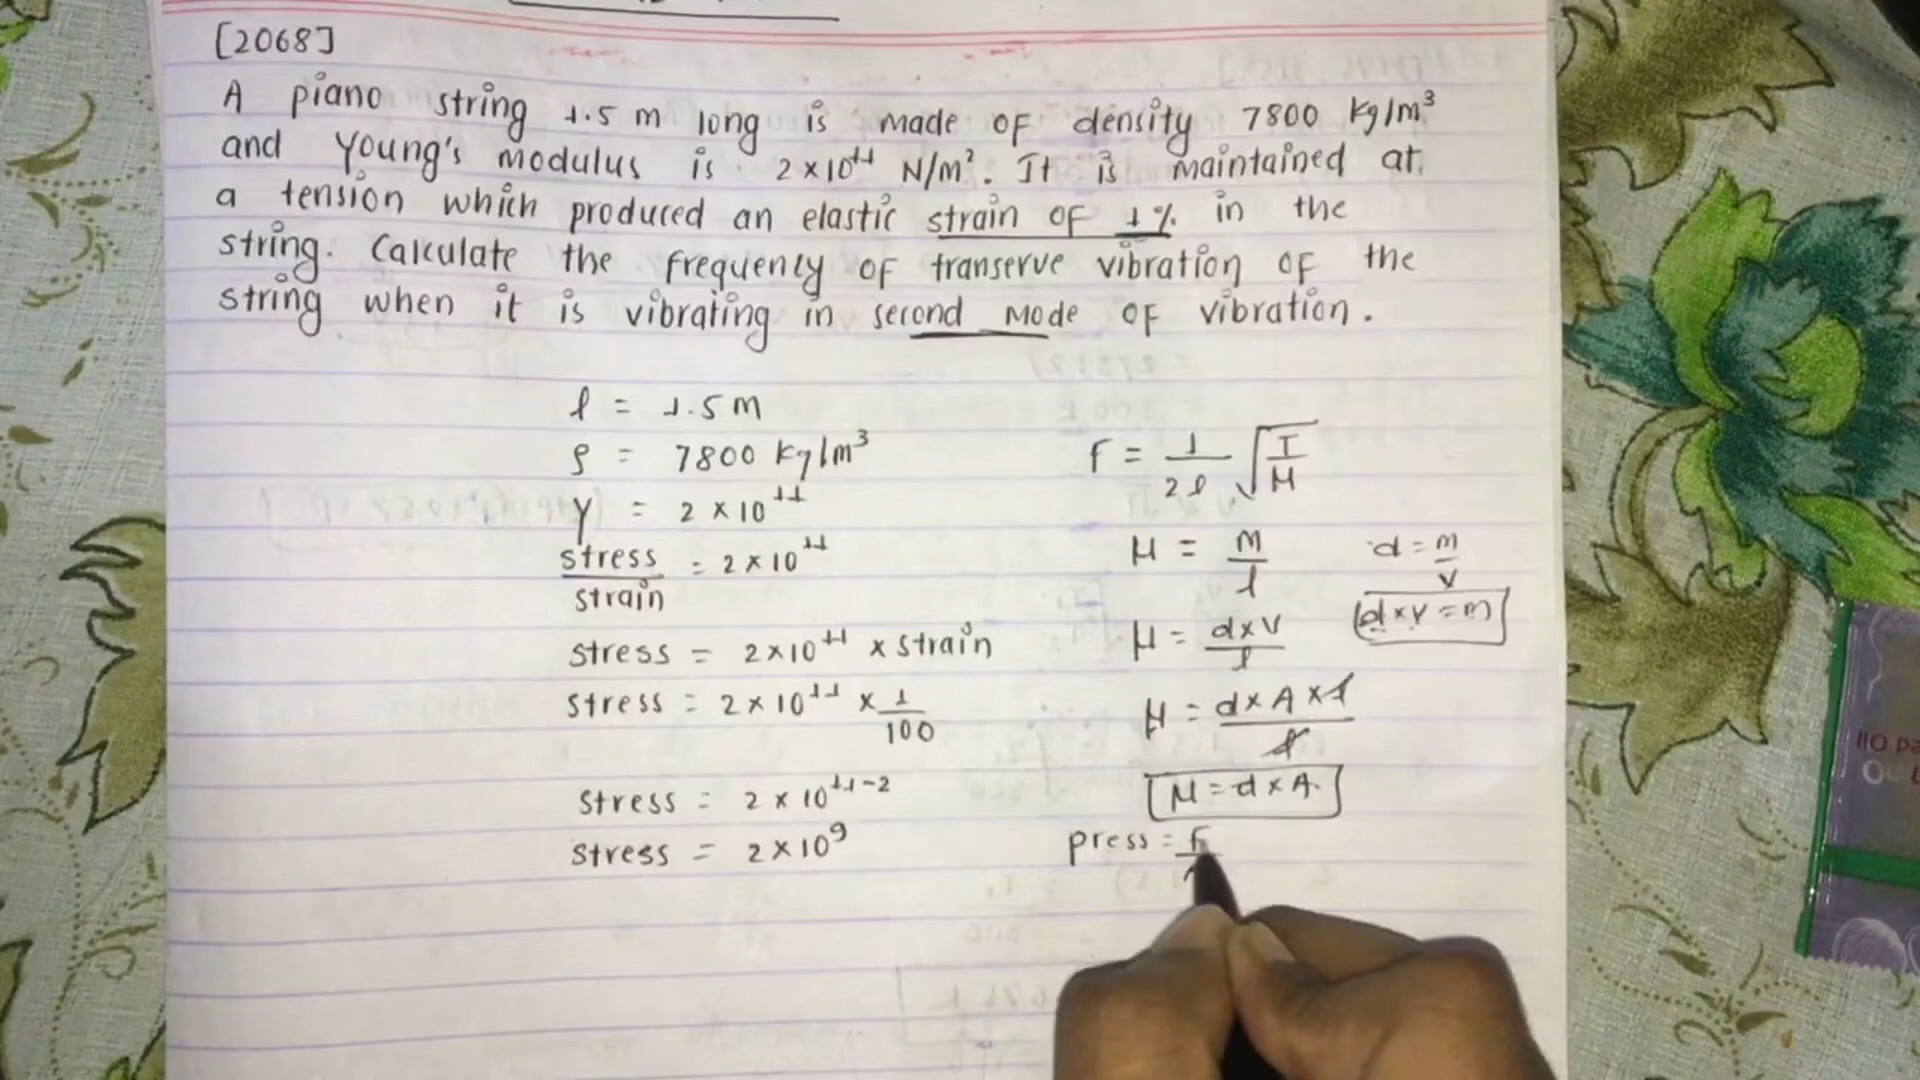 [2068]
A piano string 1.5 m long is made of density 7800 kg/m³
and Young's modulus is 2×10¹¹ N/m². It is maintained at
a tension which produced an elastic strain of 1% in the
string. Calculate the frequency of transerve vibration of the
string when it is vibrating in second mode of vibration.
l = 1.5 m
ρ = 7800 kg/m³
Y = 2 × 10¹¹
stress/strain = 2 × 10¹¹
stress = 2×10¹¹ × strain
stress = 2×10¹¹ × 1/100
stress = 2 × 10¹¹⁻²
stress = 2×10⁹
F = 1/2l √T/μ
μ = m/l
d = m/v
d×v = m
μ = d×v/l
μ = d×A×l/l
μ = d×A.
press = F
110